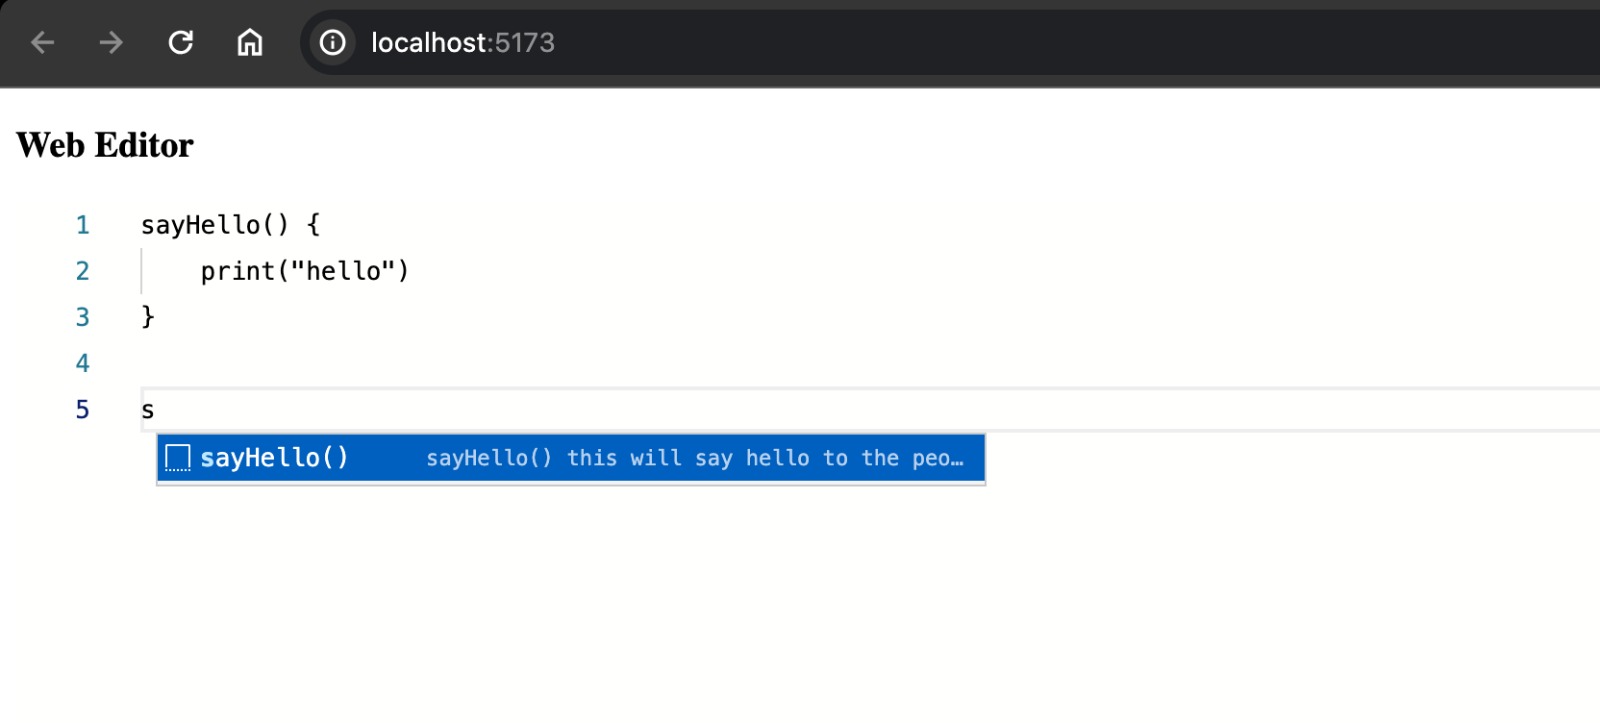 localhost:5173
Web Editor
1 sayHello() {
2 print("hello")
3 }
4
5 s
sayHello() sayHello() this will say hello to the peo…